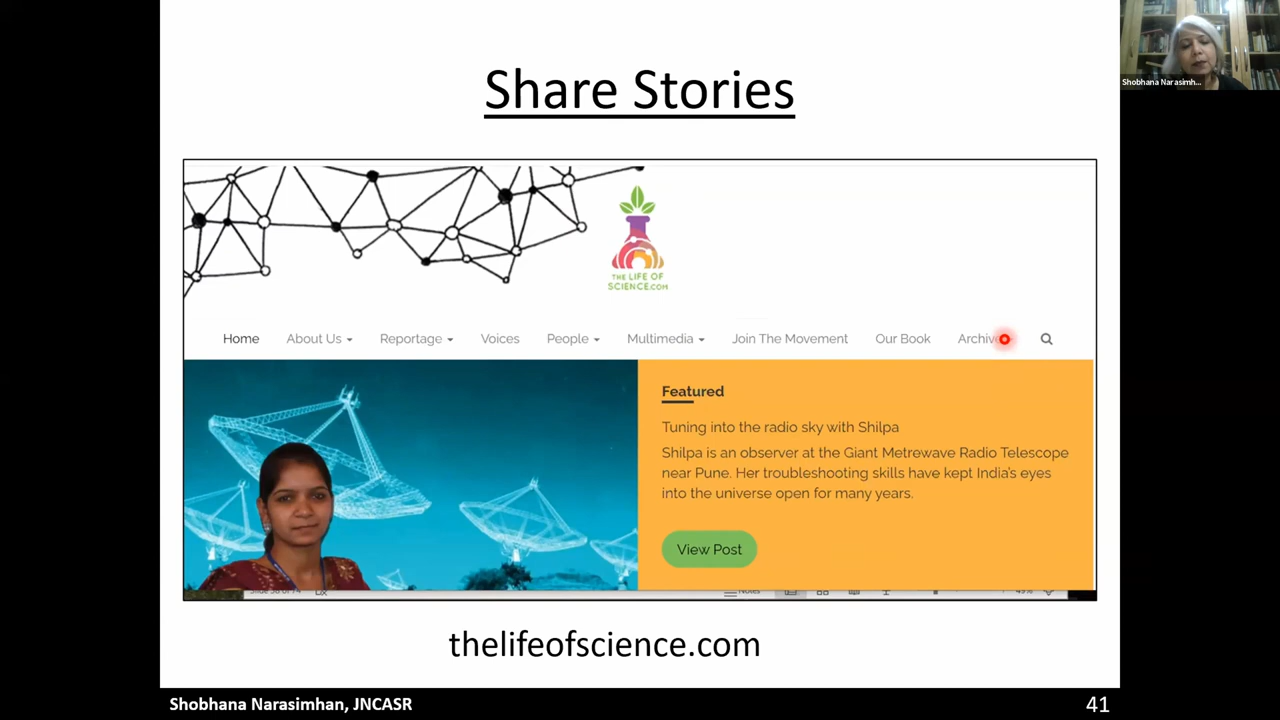 Share Stories
Shobhana Narasimh...
THE LIFE OF
SCIENCE.COM
Home About Us Reportage Voices People Multimedia Join The Movement Our Book
Featured
Tuning into the radio sky with Shilpa
Shilpa is an observer at the Giant Metrewave Radio Telescope
near Pune. Her troubleshooting skills have kept India's eyes
into the universe open for many years.
View Post
thelifeofscience.com
Shobhana Narasimhan, JNCASR
41